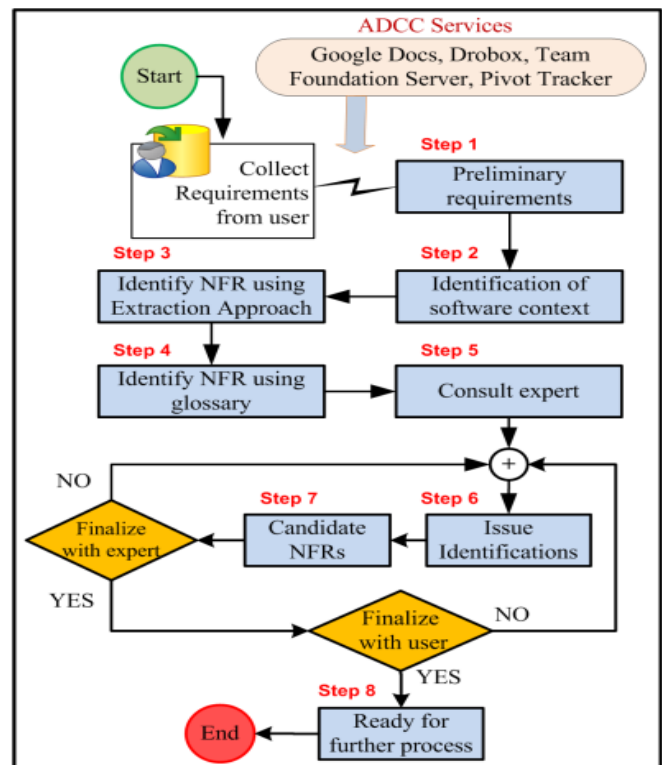 ADCC Services
Google Docs, Drobox, Team
Foundation Server, Pivot Tracker
Start
Collect
Requirements
from user
Step 1
Preliminary
requirements
Step 2
Identification of
software context
Step 3
Identify NFR using
Extraction Approach
Step 4
Identify NFR using
glossary
Step 5
Consult expert
+
Step 6
Issue
Identifications
Step 7
Candidate
NFRs
NO
Finalize
with expert
YES
Finalize
with user
NO
YES
Step 8
Ready for
further process
End